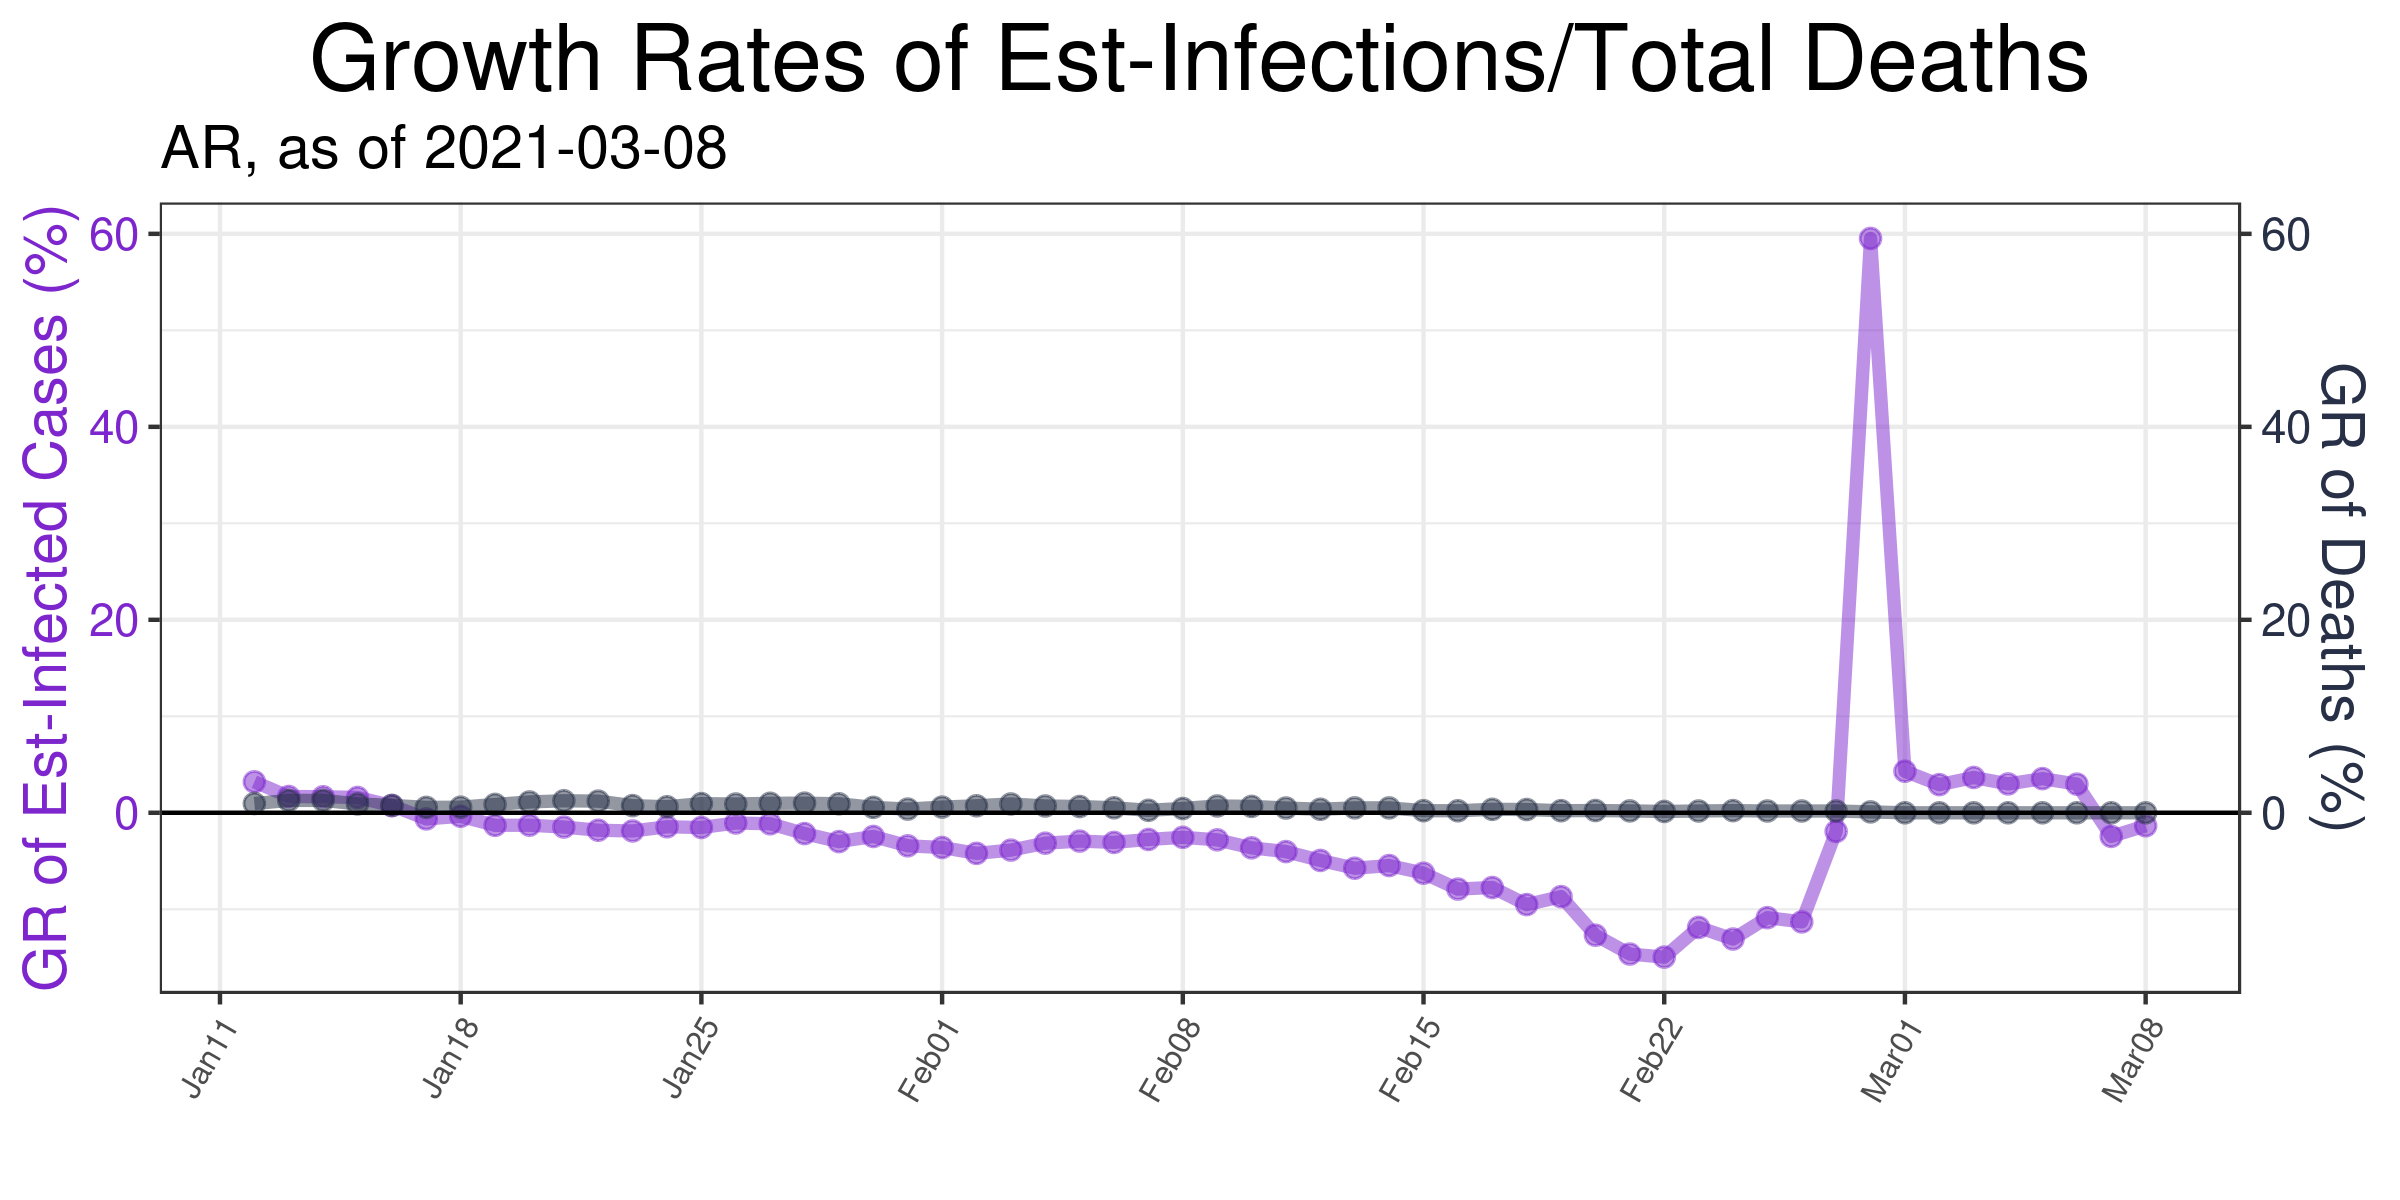 Growth Rates of Est-Infections/Total Deaths
AR, as of 2021-03-08
GR of Est-Infected Cases (%)
60
40
20
0
60
40
20
0
GR of Deaths (%)
Jan11
Jan18
Jan25
Feb01
Feb08
Feb15
Feb22
Mar01
Mar08